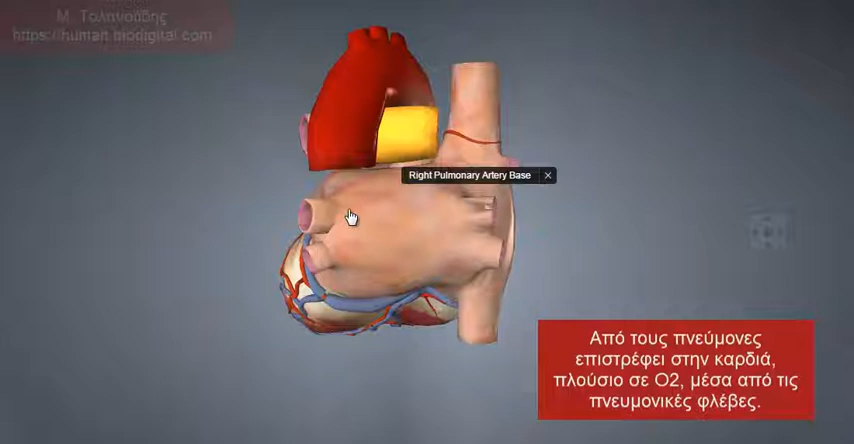 Μ. Τολανούδης
https://human.biodigital.com
Right Pulmonary Artery Base ×
Από τους πνεύμονες
επιστρέφει στην καρδιά,
πλούσιο σε Ο2, μέσα από τις
πνευμονικές φλέβες.